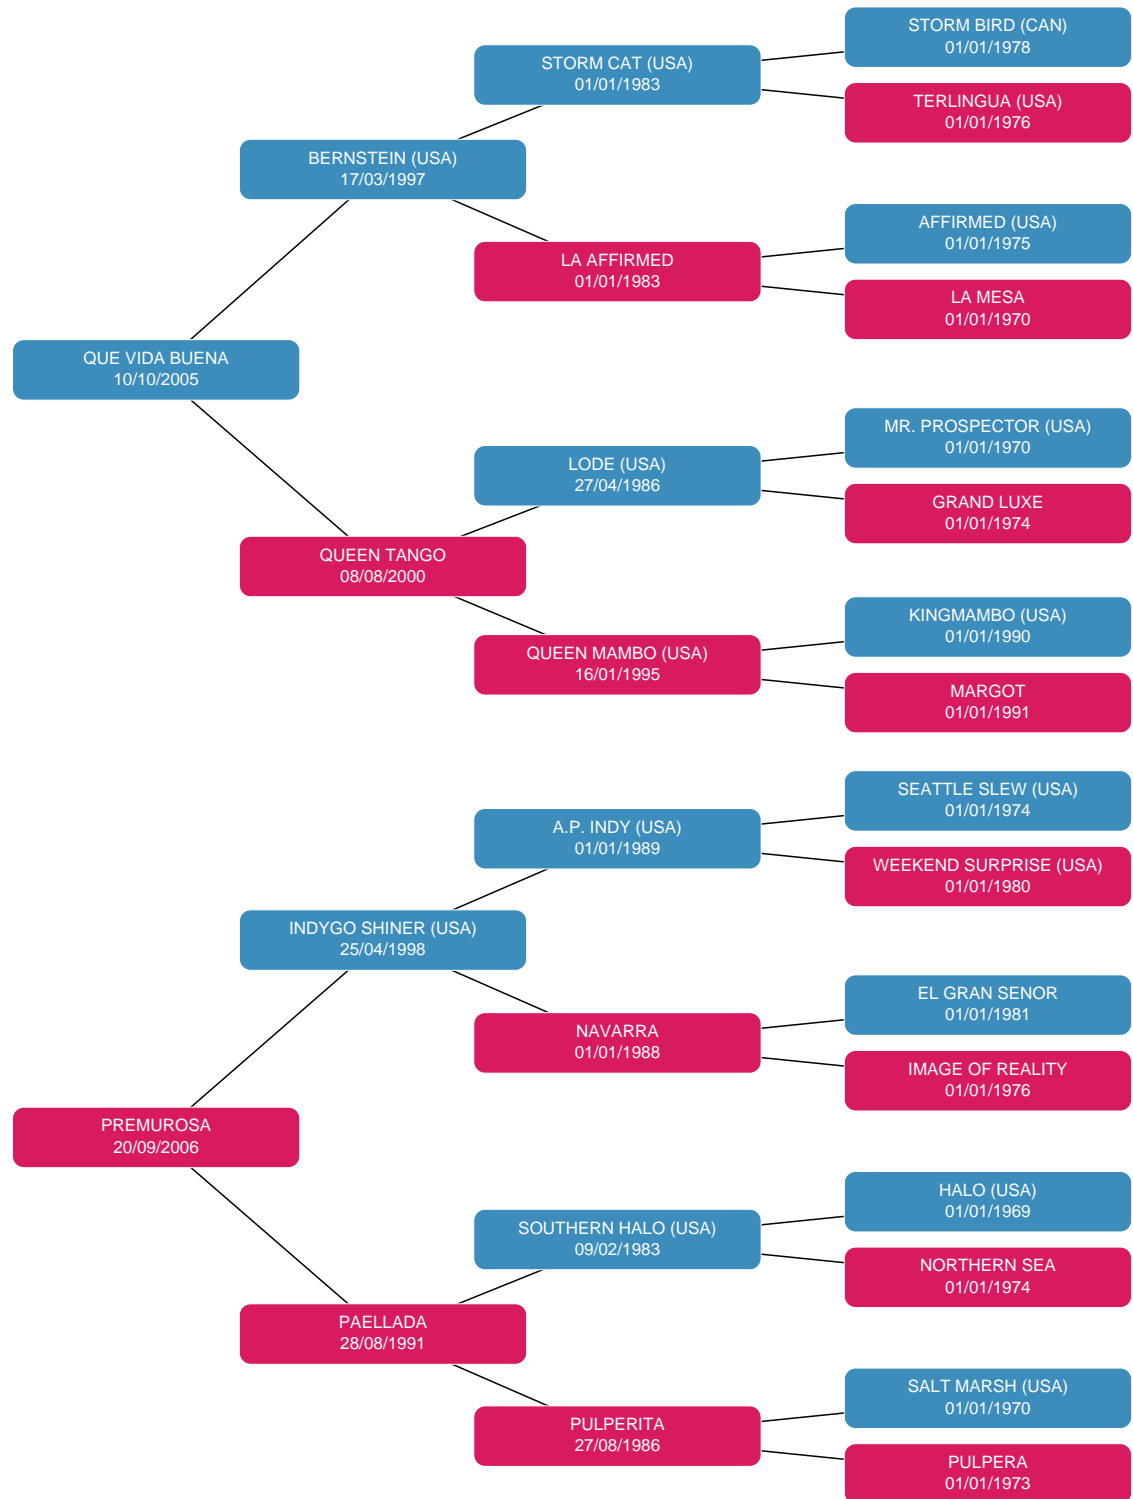 STORM BIRD (CAN)
01/01/1978
STORM CAT (USA)
01/01/1983
TERLINGUA (USA)
01/01/1976
BERNSTEIN (USA)
17/03/1997
AFFIRMED (USA)
01/01/1975
LA AFFIRMED
01/01/1983
LA MESA
01/01/1970
QUE VIDA BUENA
10/10/2005
MR. PROSPECTOR (USA)
01/01/1970
LODE (USA)
27/04/1986
GRAND LUXE
01/01/1974
QUEEN TANGO
08/08/2000
KINGMAMBO (USA)
01/01/1990
QUEEN MAMBO (USA)
16/01/1995
MARGOT
01/01/1991
SEATTLE SLEW (USA)
01/01/1974
A.P. INDY (USA)
01/01/1989
WEEKEND SURPRISE (USA)
01/01/1980
INDYGO SHINER (USA)
25/04/1998
EL GRAN SENOR
01/01/1981
NAVARRA
01/01/1988
IMAGE OF REALITY
01/01/1976
PREMUROSA
20/09/2006
HALO (USA)
01/01/1969
SOUTHERN HALO (USA)
09/02/1983
NORTHERN SEA
01/01/1974
PAELLADA
28/08/1991
SALT MARSH (USA)
01/01/1970
PULPERITA
27/08/1986
PULPERA
01/01/1973